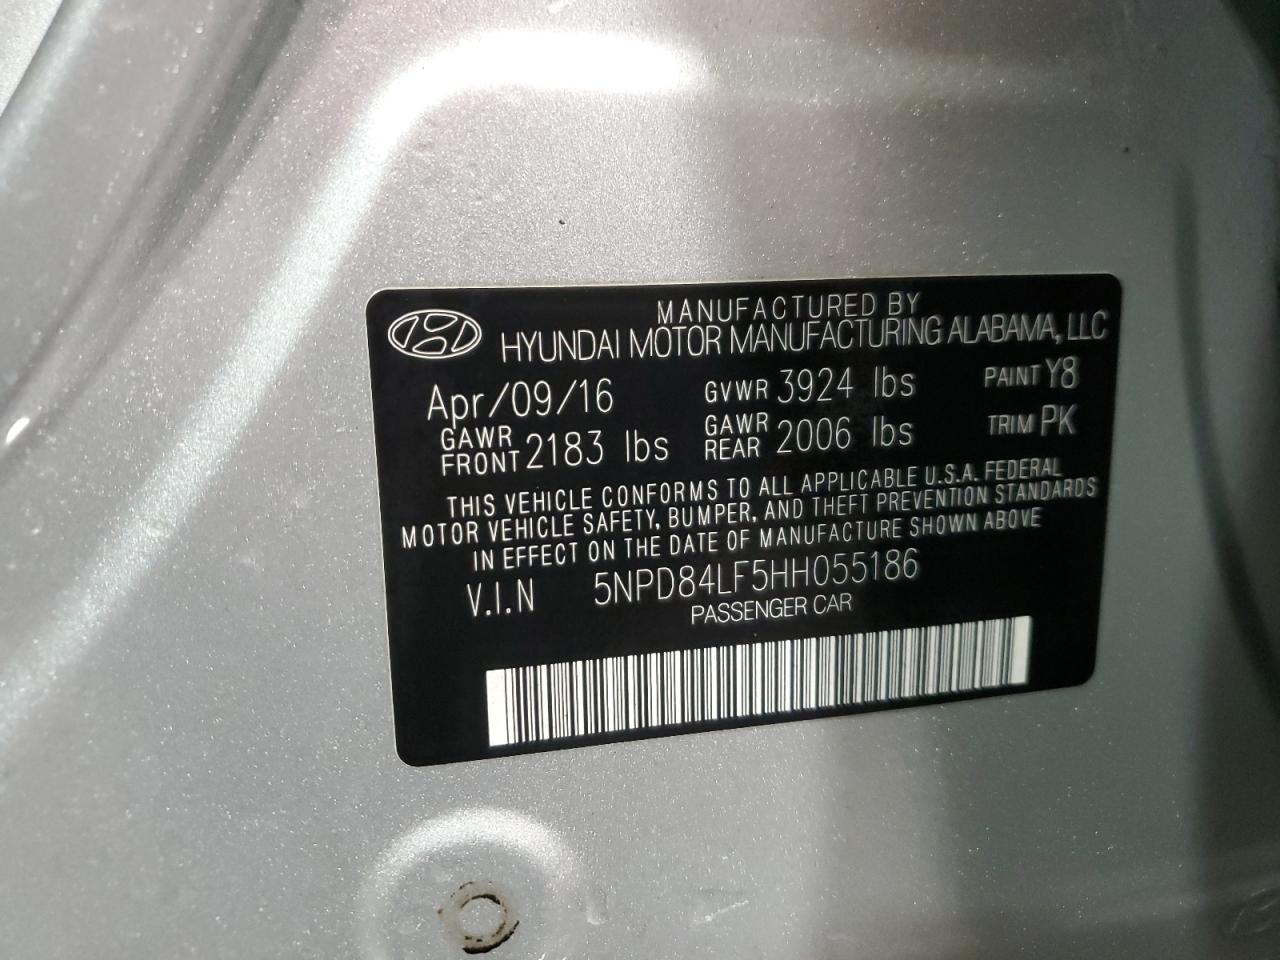 MANUFACTURED BY
HYUNDAI MOTOR MANUFACTURING ALABAMA, LLC
Apr/09/16 GVWR 3924 lbs PAINT Y8
GAWR FRONT 2183 lbs GAWR REAR 2006 lbs TRIM PK
THIS VEHICLE CONFORMS TO ALL APPLICABLE U.S.A. FEDERAL
MOTOR VEHICLE SAFETY, BUMPER, AND THEFT PREVENTION STANDARDS
IN EFFECT ON THE DATE OF MANUFACTURE SHOWN ABOVE
V.I.N 5NPD84LF5HH055186
PASSENGER CAR